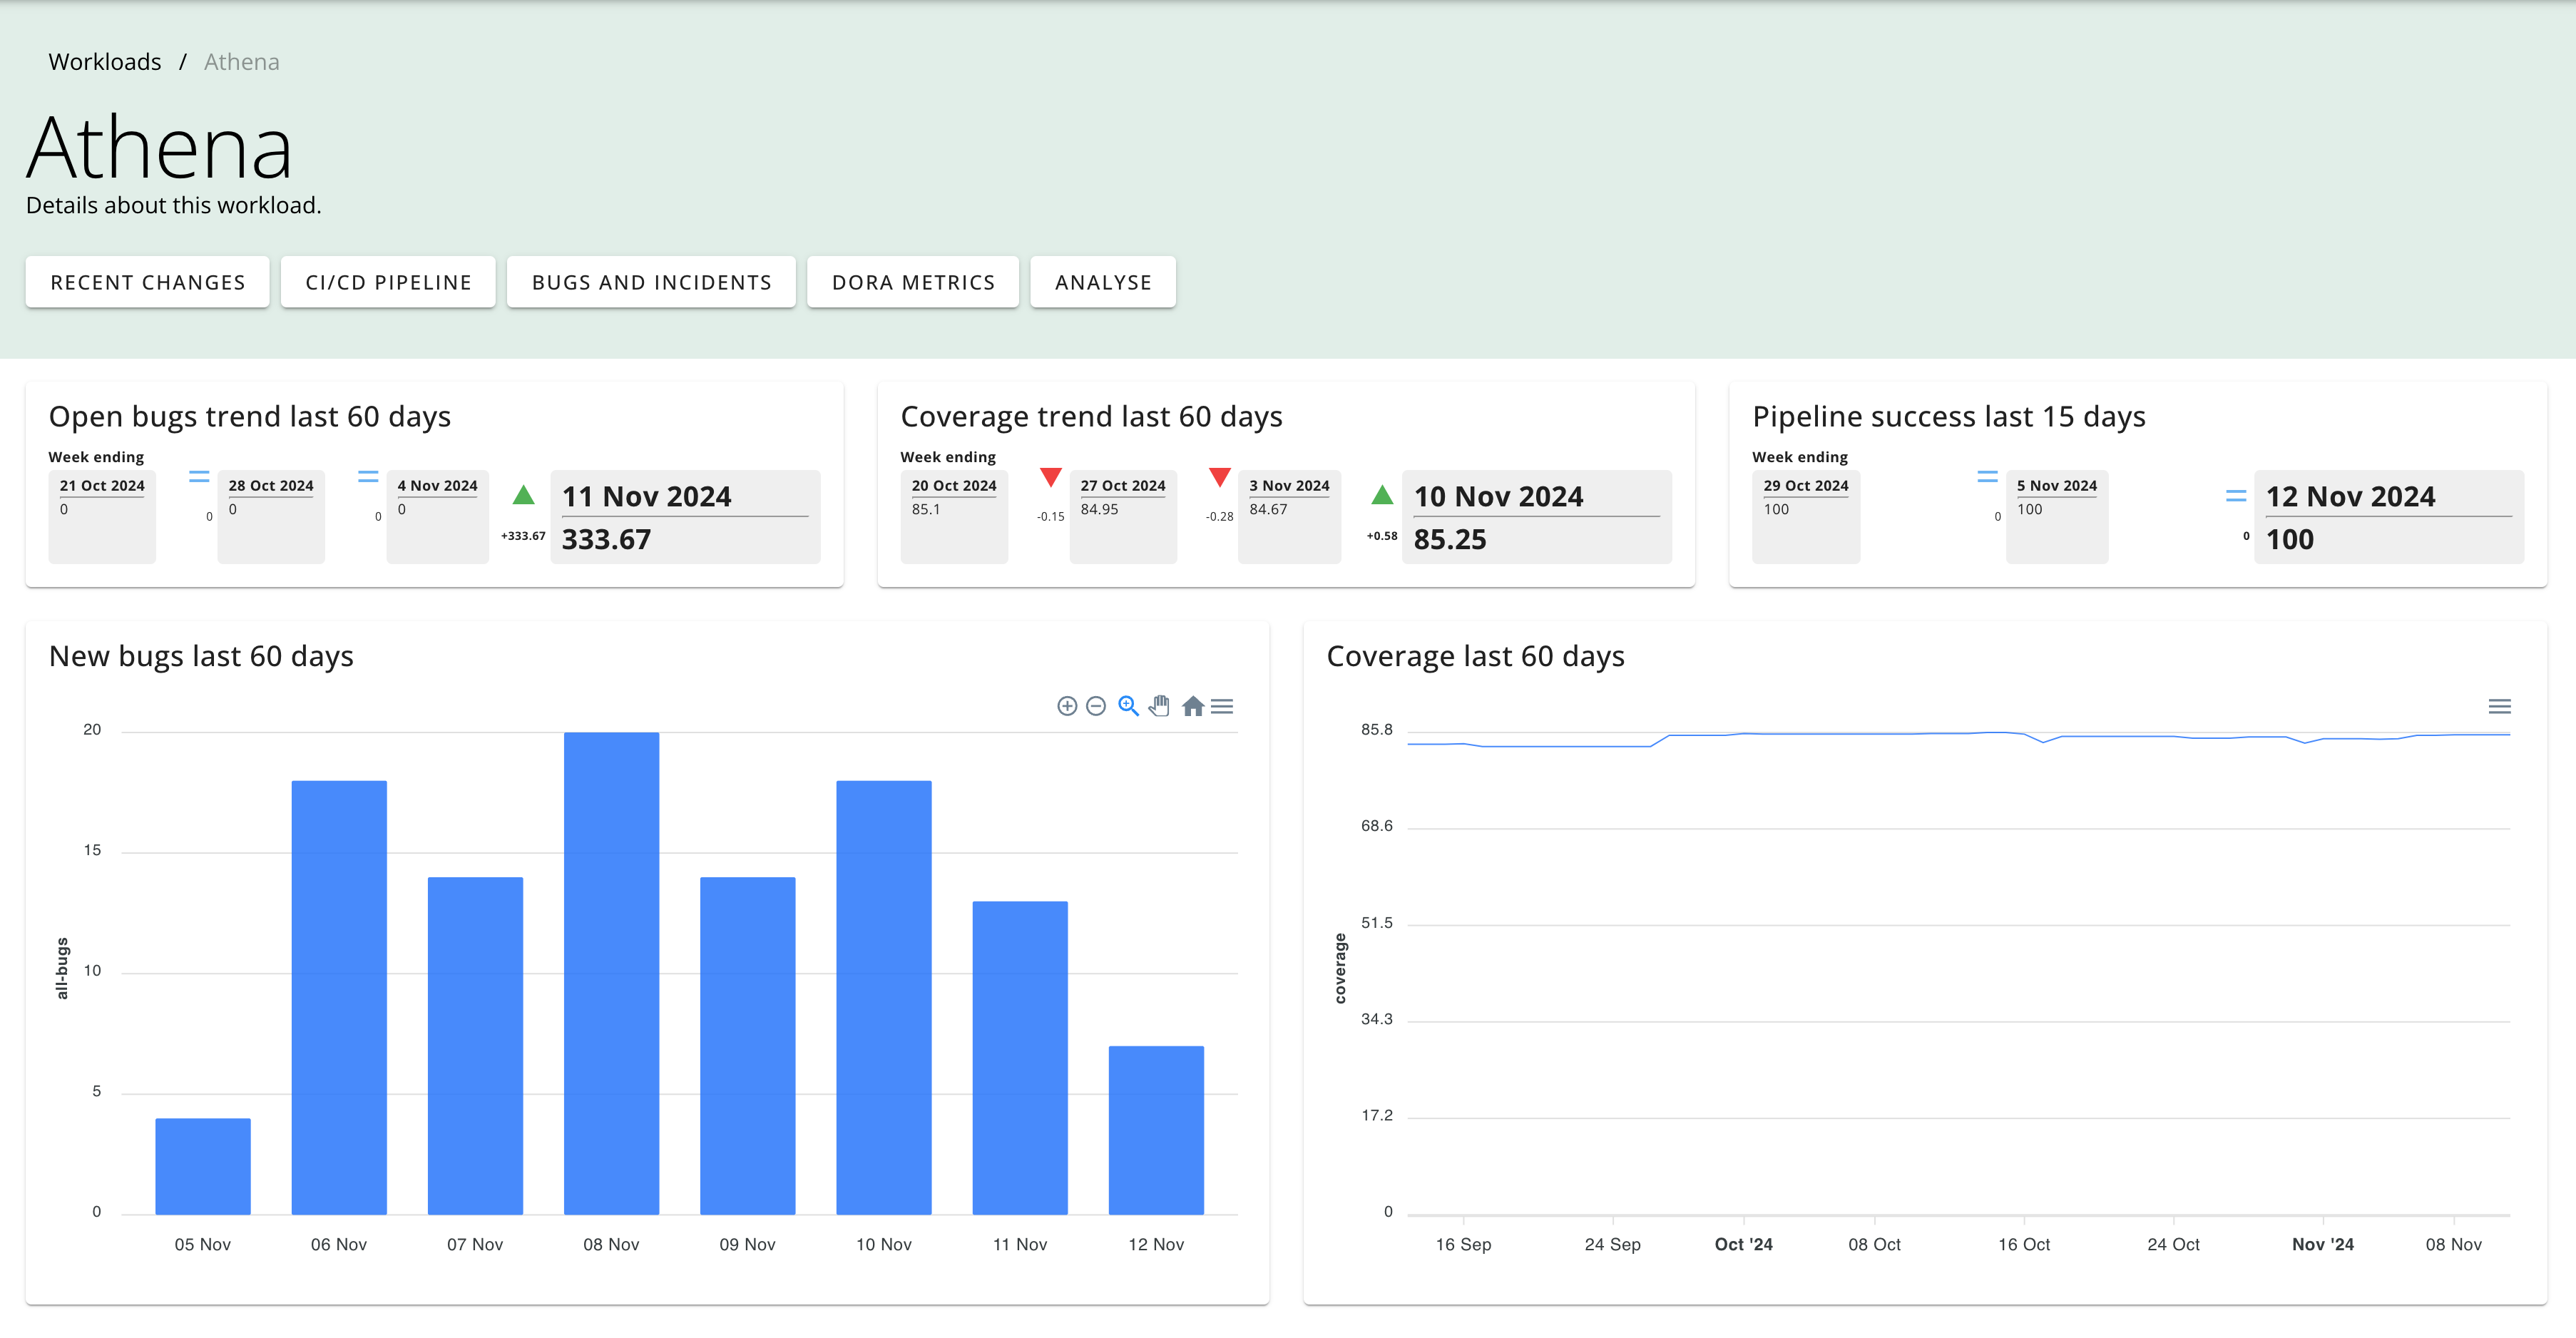 Workloads / Athena
Athena
Details about this workload.
RECENT CHANGES CI/CD PIPELINE BUGS AND INCIDENTS DORA METRICS ANALYSE
Open bugs trend last 60 days
Week ending
21 Oct 2024
0
0
28 Oct 2024
0
0
4 Nov 2024
0
+333.67
11 Nov 2024
333.67
Coverage trend last 60 days
Week ending
20 Oct 2024
85.1
-0.15
27 Oct 2024
84.95
-0.28
3 Nov 2024
84.67
+0.58
10 Nov 2024
85.25
Pipeline success last 15 days
Week ending
29 Oct 2024
100
0
5 Nov 2024
100
0
12 Nov 2024
100
New bugs last 60 days
20
15
10
5
0
all-bugs
05 Nov 06 Nov 07 Nov 08 Nov 09 Nov 10 Nov 11 Nov 12 Nov
Coverage last 60 days
85.8
68.6
51.5
34.3
17.2
0
coverage
16 Sep 24 Sep Oct '24 08 Oct 16 Oct 24 Oct Nov '24 08 Nov